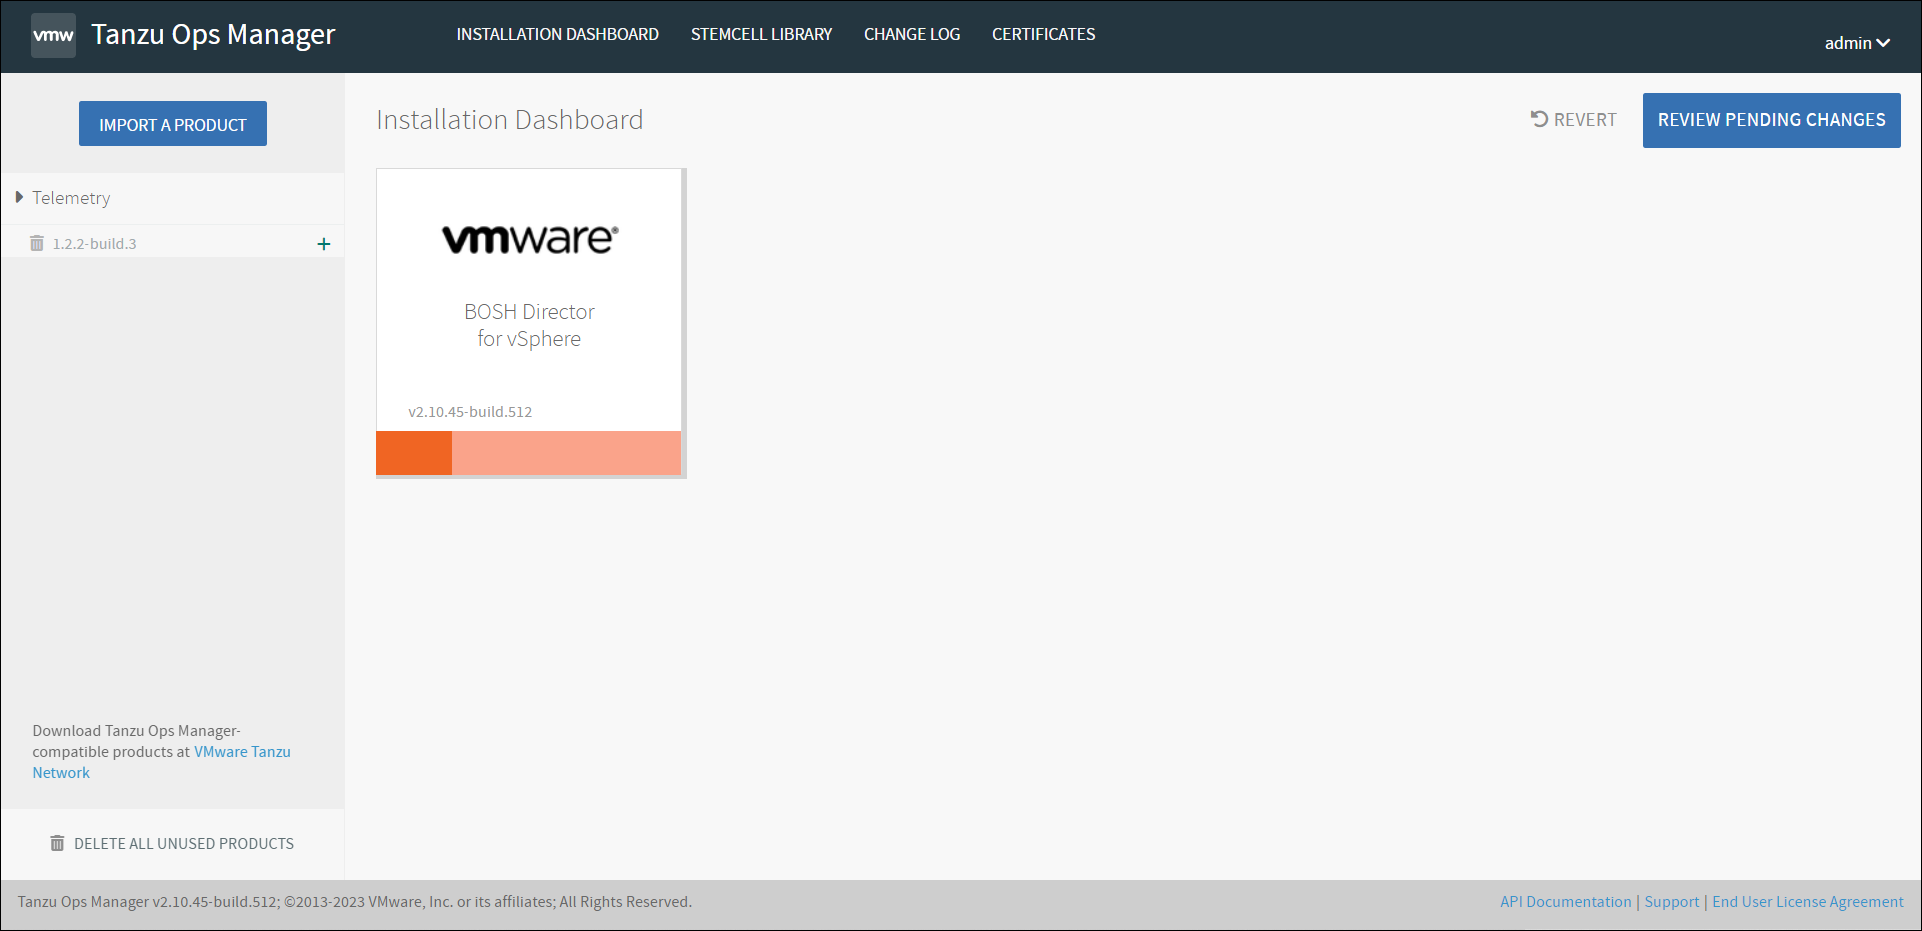 vmw Tanzu Ops Manager
INSTALLATION DASHBOARD STEMCELL LIBRARY CHANGE LOG CERTIFICATES
admin
IMPORT A PRODUCT
Telemetry
1.2.2-build.3 +
Download Tanzu Ops Manager-
compatible products at VMware Tanzu
Network
DELETE ALL UNUSED PRODUCTS
Installation Dashboard
REVERT
REVIEW PENDING CHANGES
vmware®
BOSH Director
for vSphere
v2.10.45-build.512
Tanzu Ops Manager v2.10.45-build.512; ©2013-2023 VMware, Inc. or its affiliates; All Rights Reserved.
API Documentation | Support | End User License Agreement